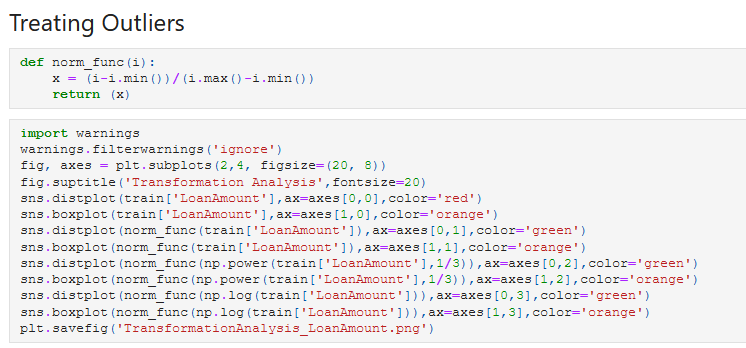 Treating Outliers
def norm_func(i):
    x = (i-i.min())/(i.max()-i.min())
    return (x)
import warnings
warnings.filterwarnings('ignore')
fig, axes = plt.subplots(2,4, figsize=(20, 8))
fig.suptitle('Transformation Analysis',fontsize=20)
sns.distplot(train['LoanAmount'],ax=axes[0,0],color='red')
sns.boxplot(train['LoanAmount'],ax=axes[1,0],color='orange')
sns.distplot(norm_func(train['LoanAmount']),ax=axes[0,1],color='green')
sns.boxplot(norm_func(train['LoanAmount']),ax=axes[1,1],color='orange')
sns.distplot(norm_func(np.power(train['LoanAmount'],1/3)),ax=axes[0,2],color='green')
sns.boxplot(norm_func(np.power(train['LoanAmount'],1/3)),ax=axes[1,2],color='orange')
sns.distplot(norm_func(np.log(train['LoanAmount'])),ax=axes[0,3],color='green')
sns.boxplot(norm_func(np.log(train['LoanAmount'])),ax=axes[1,3],color='orange')
plt.savefig('TransformationAnalysis_LoanAmount.png')